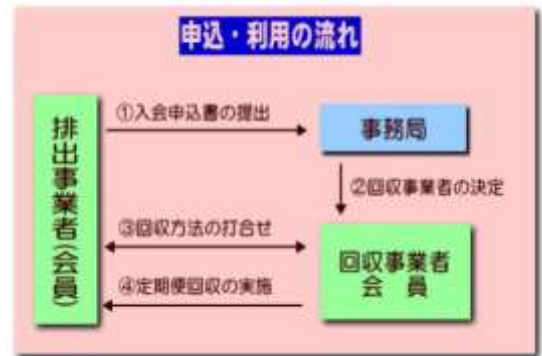 申込・利用の流れ
排出事業者(会員)
①入会申込書の提出
事務局
②回収事業者の決定
③回収方法の打合せ
回収事業者
会員
④定期便回収の実施